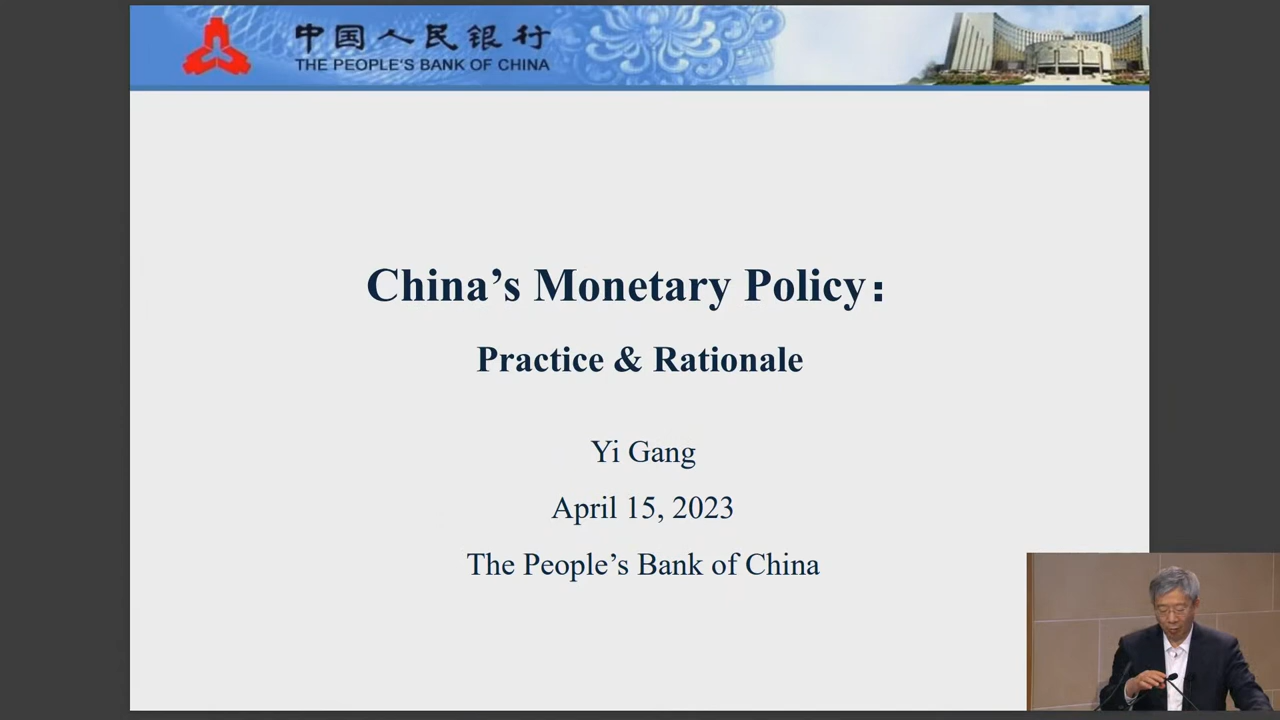 中国人民银行
THE PEOPLE'S BANK OF CHINA
China’s Monetary Policy：
Practice & Rationale
Yi Gang
April 15, 2023
The People’s Bank of China